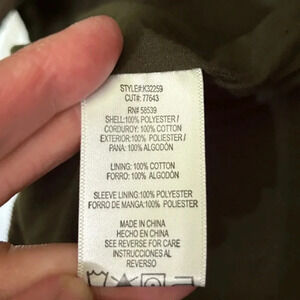 STYLE#:K32259
CUT#: 77643
RN# 58539
SHELL:100% POLYESTER /
CORDUROY: 100% COTTON
EXTERIOR:100% POLIESTER /
PANA: 100% ALGODÓN
LINING: 100% COTTON
FORRO: 100% ALGODÓN
SLEEVE LINING:100% POLYESTER
FORRO DE MANGA:100% POLIESTER
MADE IN CHINA
HECHO EN CHINA
SEE REVERSE FOR CARE
INSTRUCCIONES AL
REVERSO